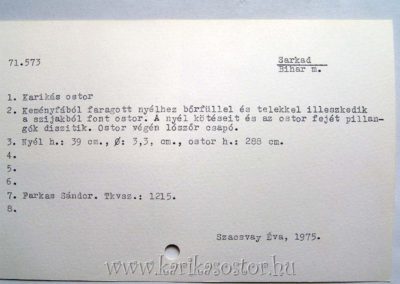 71.573
Sarkad
Bihar m.
1. Karikás ostor
2. Keményfából faragott nyélhez bőrfüllel és telekkel illeszkedik
a szijakból font ostor. A nyél kötéseit és az ostor fejét pillan-
gók díszitik. Ostor végén lószőr csapó.
3. Nyél h.: 39 cm., Ø: 3,3, cm., ostor h.: 288 cm.
4.
5.
6.
7. Farkas Sándor. Tkvsz.: 1215.
8.
Szacsvay Éva, 1975.
www.karikasostor.hu